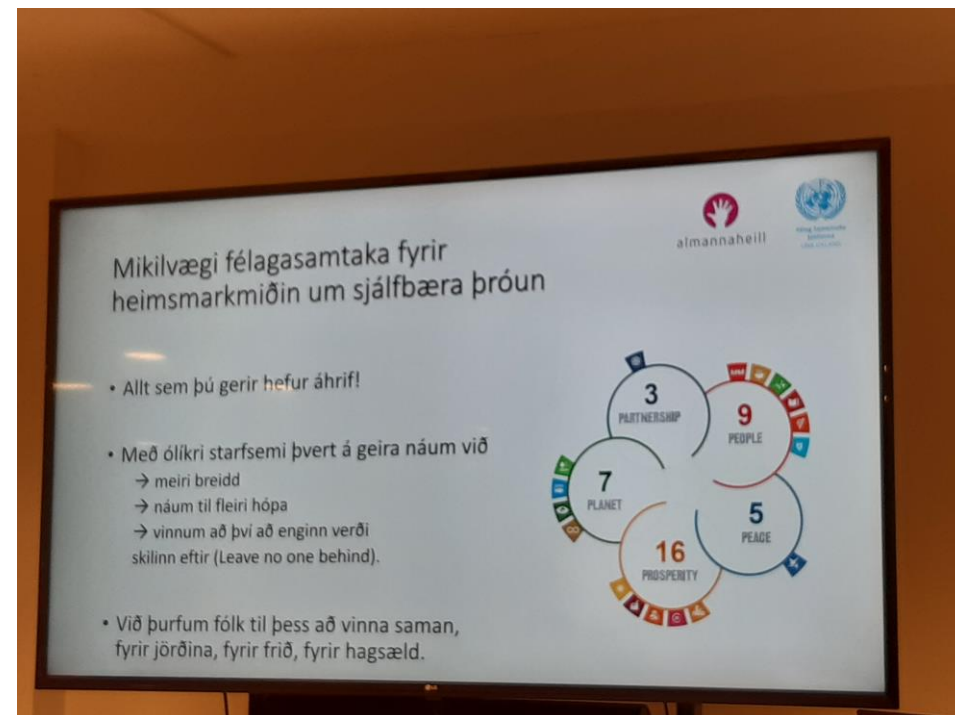 almannaheill
Mikilvægi félagasamtaka fyrir
heimsmarkmiðin um sjálfbæra þróun
• Allt sem þú gerir hefur áhrif!
• Með ólíkri starfsemi þvert á geira náum við
→ meiri breidd
→ náum til fleiri hópa
→ vinnum að því að enginn verði
skilinn eftir (Leave no one behind).
• Við þurfum fólk til þess að vinna saman,
fyrir jörðina, fyrir frið, fyrir hagsæld.
3
PARTNERSHIP
9
PEOPLE
7
PLANET
5
PEACE
16
PROSPERITY
LG